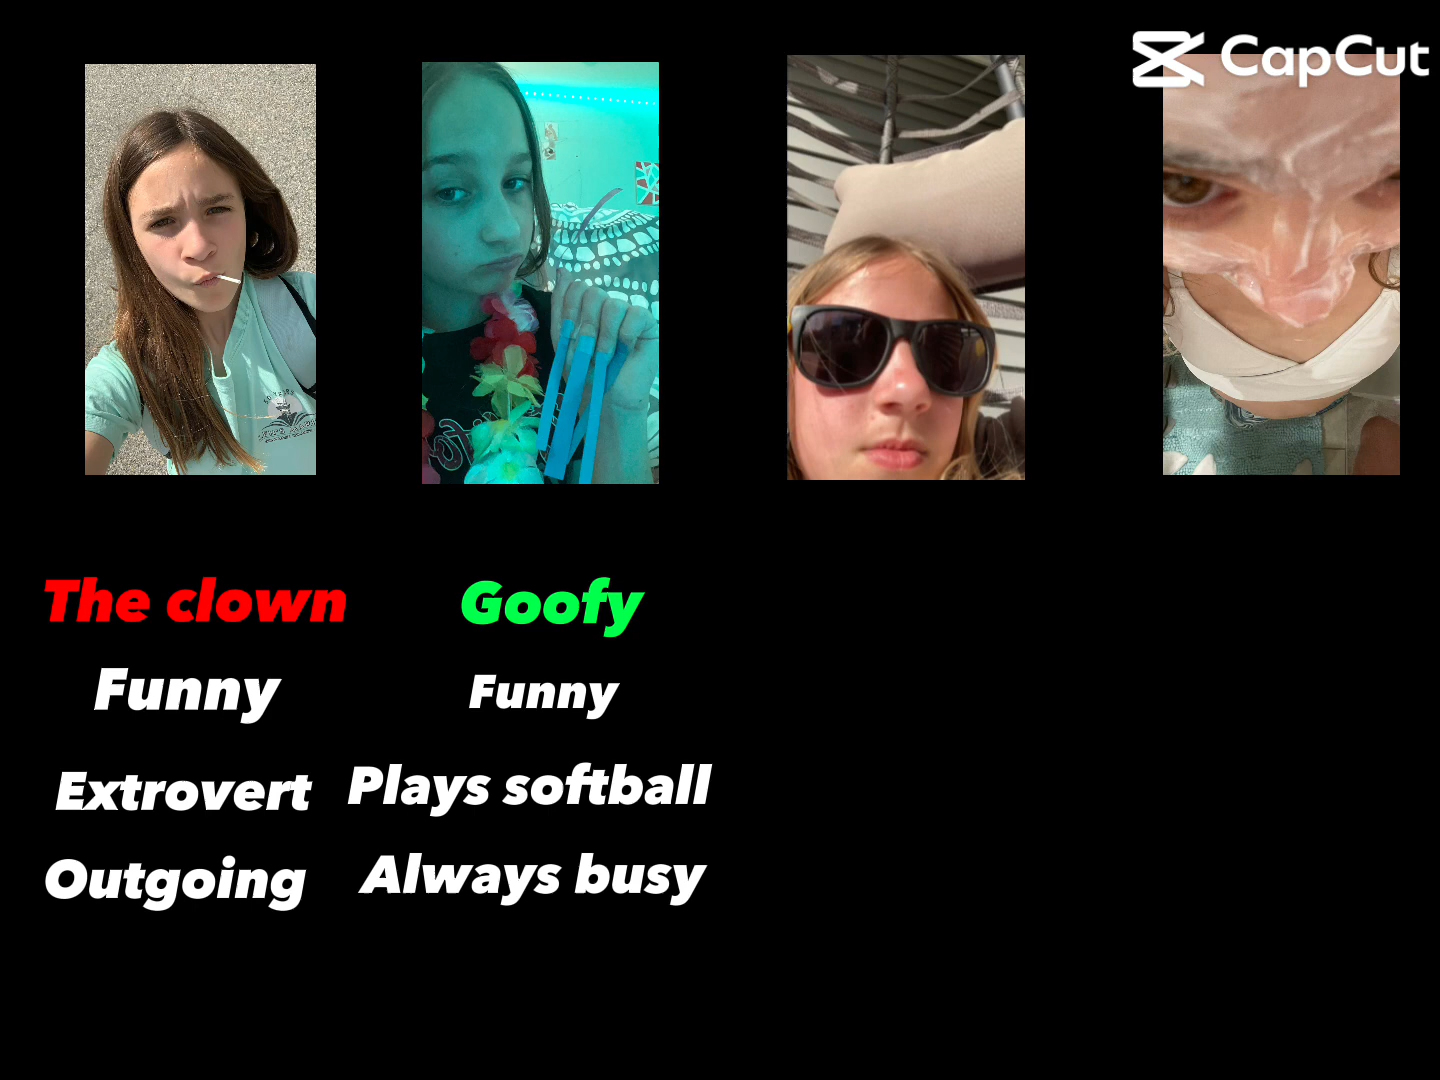 CapCut
The clown
Funny
Extrovert
Outgoing
Goofy
Funny
Plays softball
Always busy